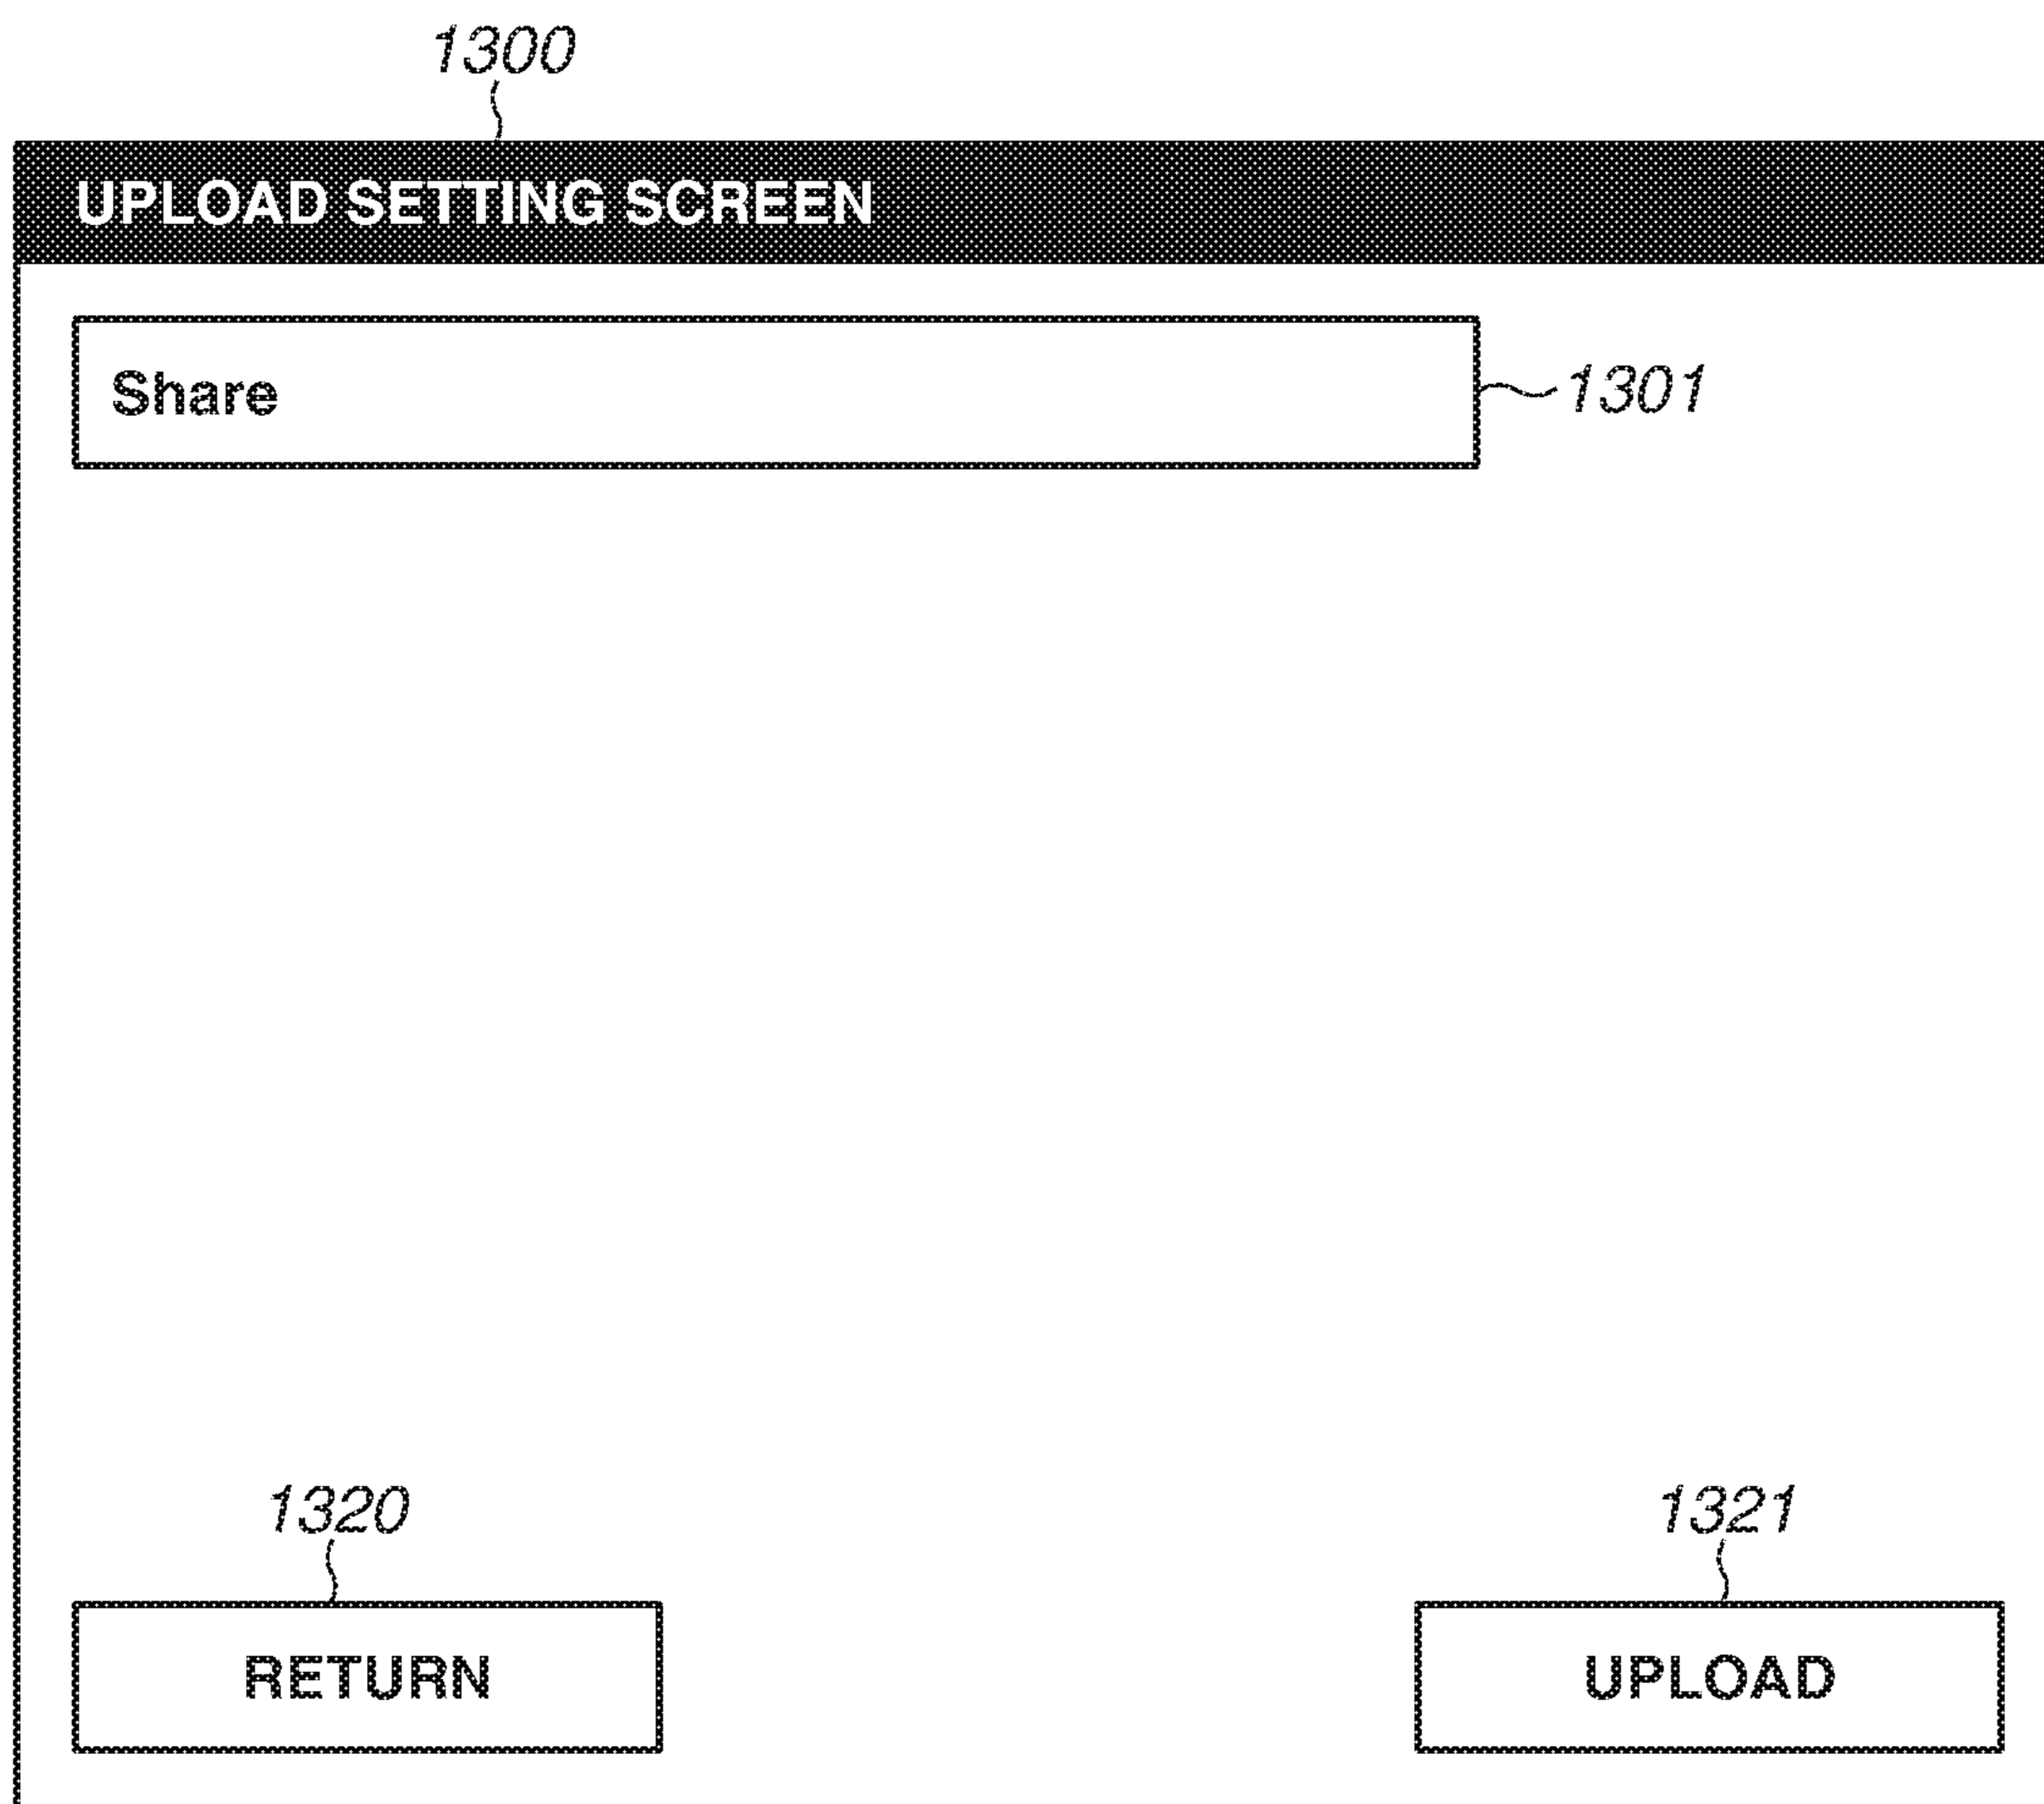 1300
UPLOAD SETTING SCREEN
Share
1301
1320
1321
RETURN
UPLOAD